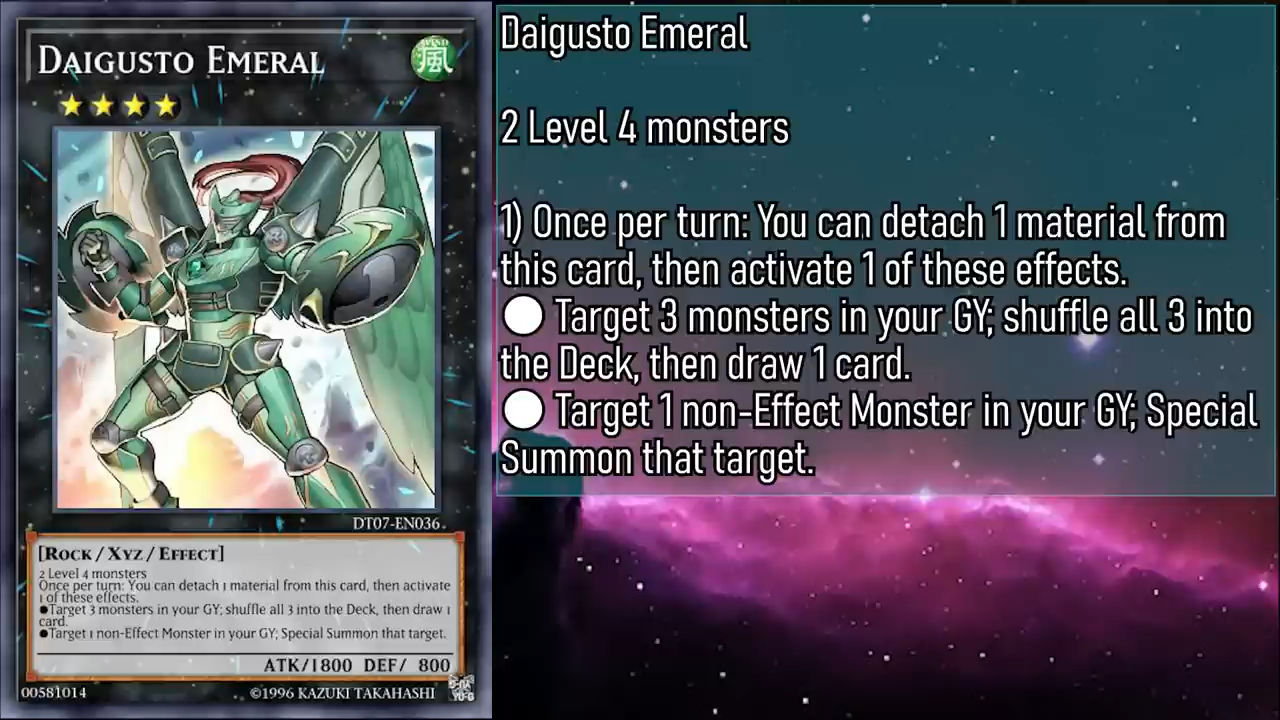 DAIGUSTO EMERAL
WIND
風
DT07-EN036
[ROCK / XYZ / EFFECT]
2 Level 4 monsters
Once per turn: You can detach 1 material from this card, then activate
1 of these effects.
●Target 3 monsters in your GY; shuffle all 3 into the Deck, then draw 1
card.
●Target 1 non-Effect Monster in your GY; Special Summon that target.
ATK/1800 DEF/ 800
00581014
©1996 KAZUKI TAKAHASHI
Daigusto Emeral
2 Level 4 monsters
1) Once per turn: You can detach 1 material from
this card, then activate 1 of these effects.
● Target 3 monsters in your GY; shuffle all 3 into
the Deck, then draw 1 card.
● Target 1 non-Effect Monster in your GY; Special
Summon that target.